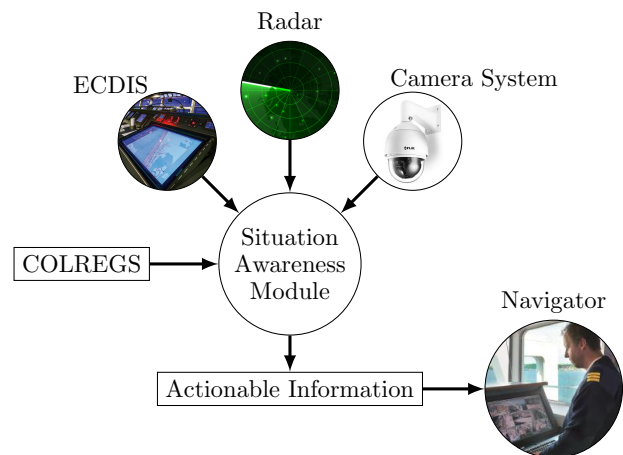 Radar
ECDIS
Camera System
Situation
Awareness
Module
COLREGS
Navigator
Actionable Information